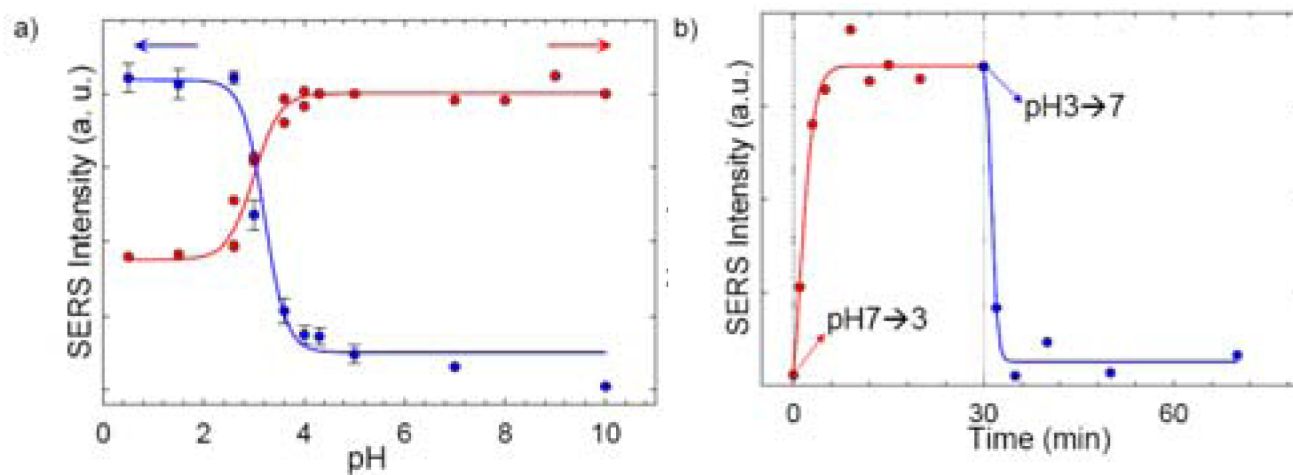 a)
SERS Intensity (a. u.)
0 2 4 6 8 10
pH
b)
SERS Intensity (a.u.)
pH3→7
pH7→3
0 30 60
Time (min)